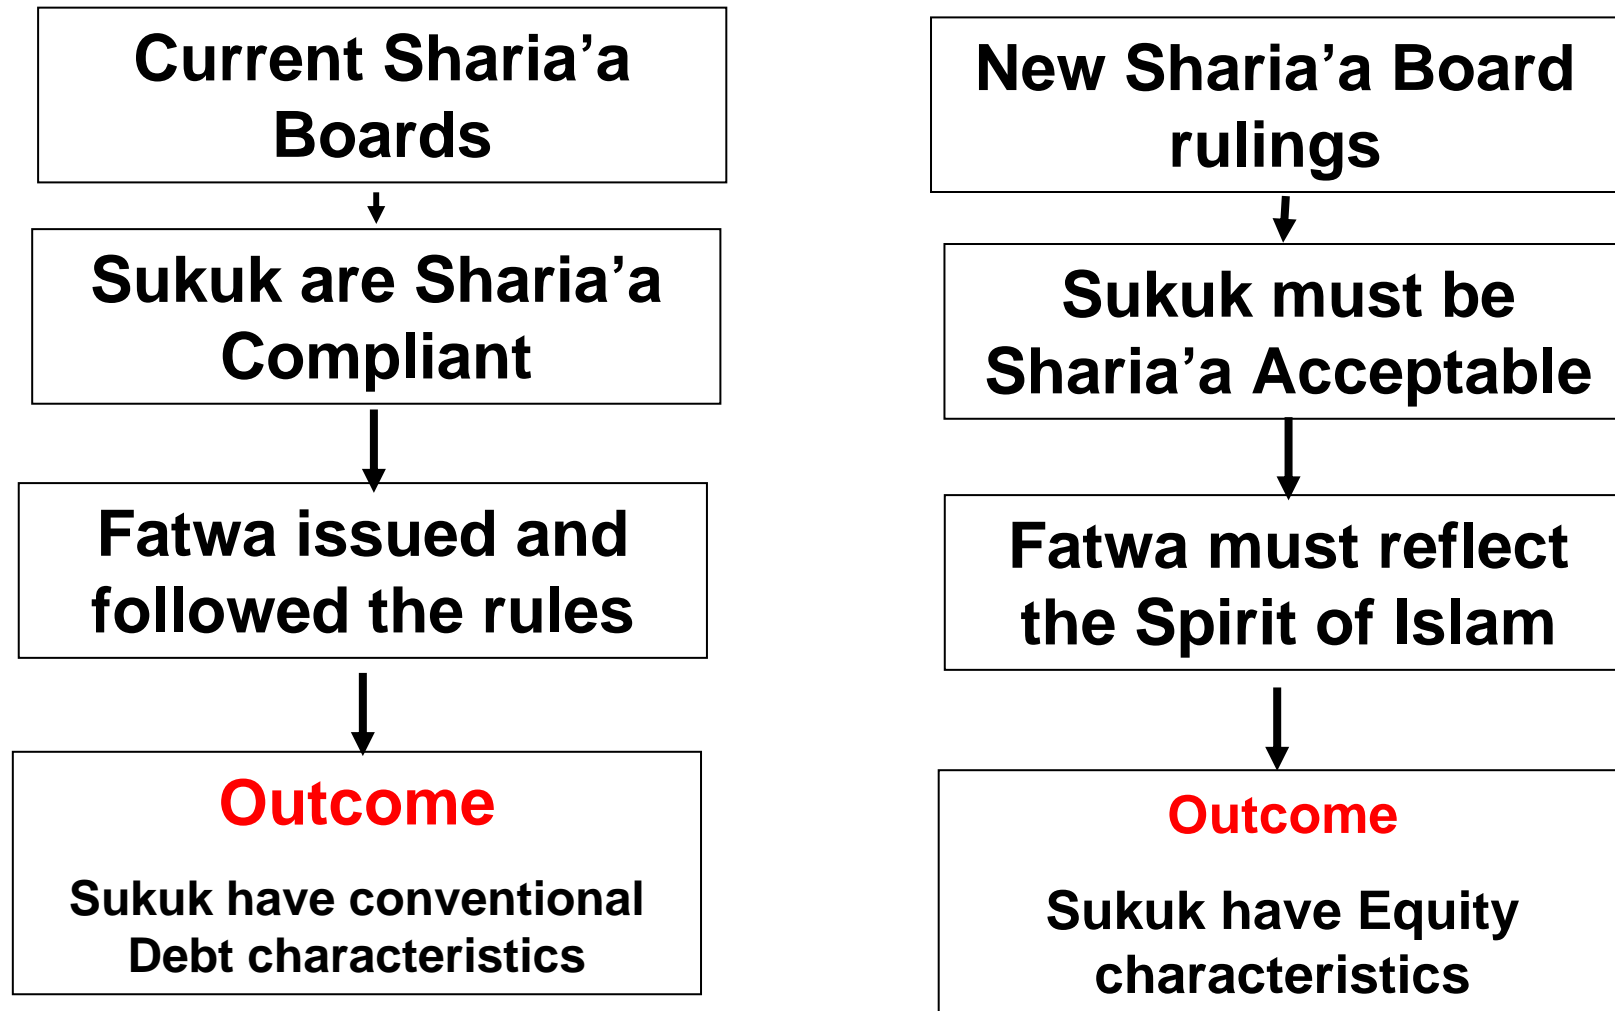 Current Sharia’a
Boards
Sukuk are Sharia’a
Compliant
Fatwa issued and
followed the rules
Outcome
Sukuk have conventional
Debt characteristics
New Sharia’a Board
rulings
Sukuk must be
Sharia’a Acceptable
Fatwa must reflect
the Spirit of Islam
Outcome
Sukuk have Equity
characteristics